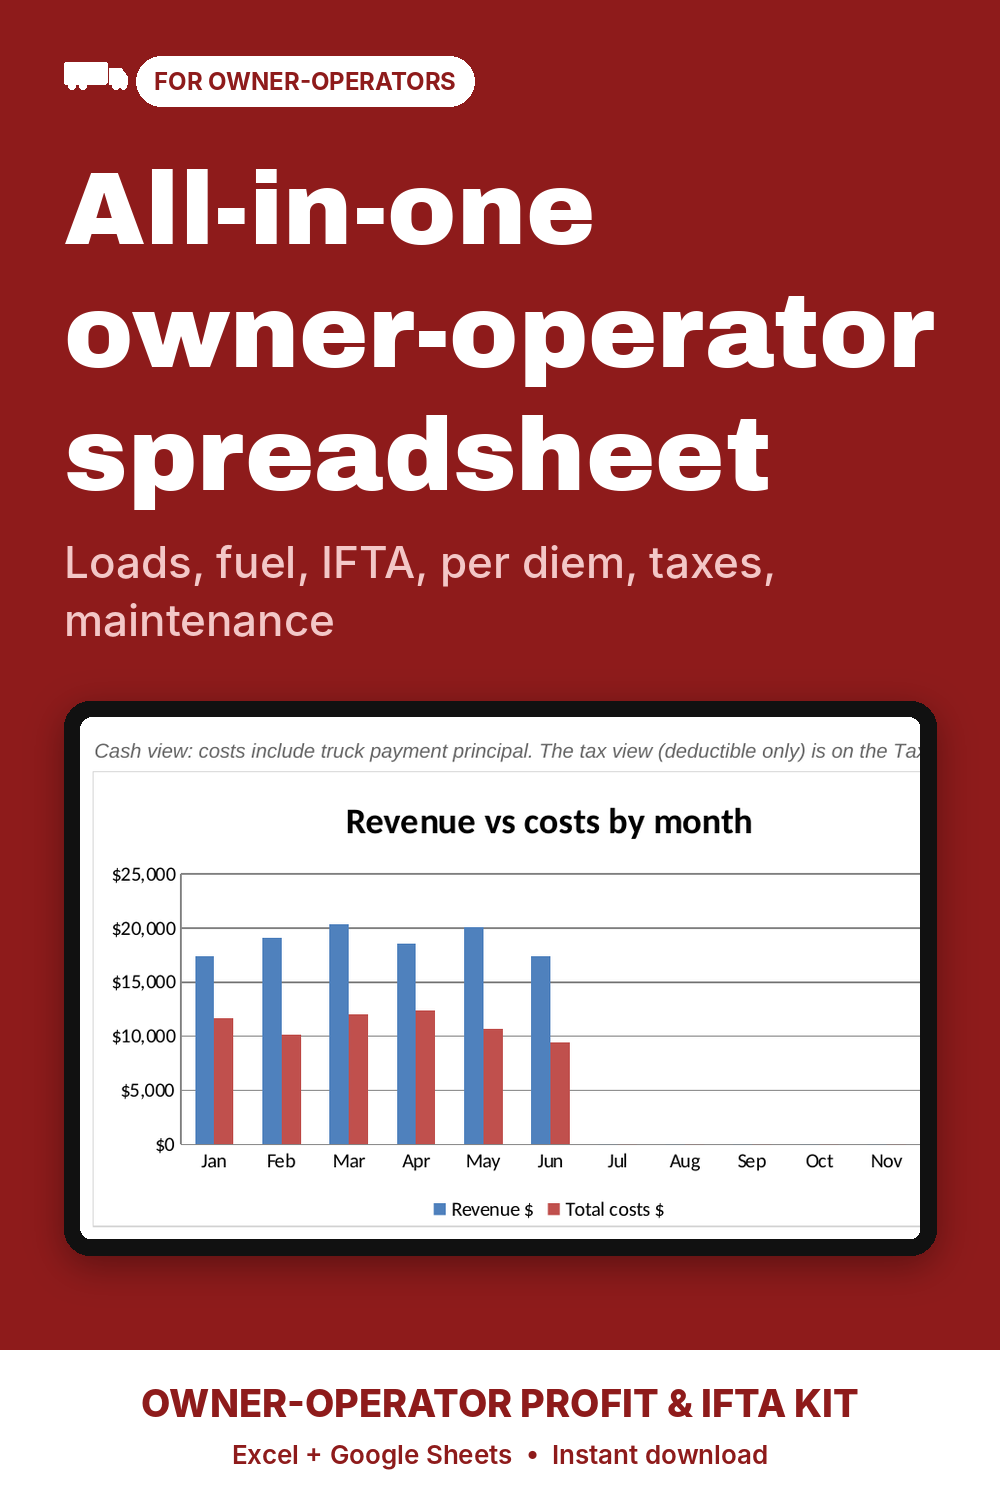 FOR OWNER-OPERATORS
All-in-one
owner-operator
spreadsheet
Loads, fuel, IFTA, per diem, taxes,
maintenance
Cash view: costs include truck payment principal. The tax view (deductible only) is on the Tax
Revenue vs costs by month
$25,000
$20,000
$15,000
$10,000
$5,000
$0
Jan Feb Mar Apr May Jun Jul Aug Sep Oct Nov
Revenue $ Total costs $
OWNER-OPERATOR PROFIT & IFTA KIT
Excel + Google Sheets • Instant download